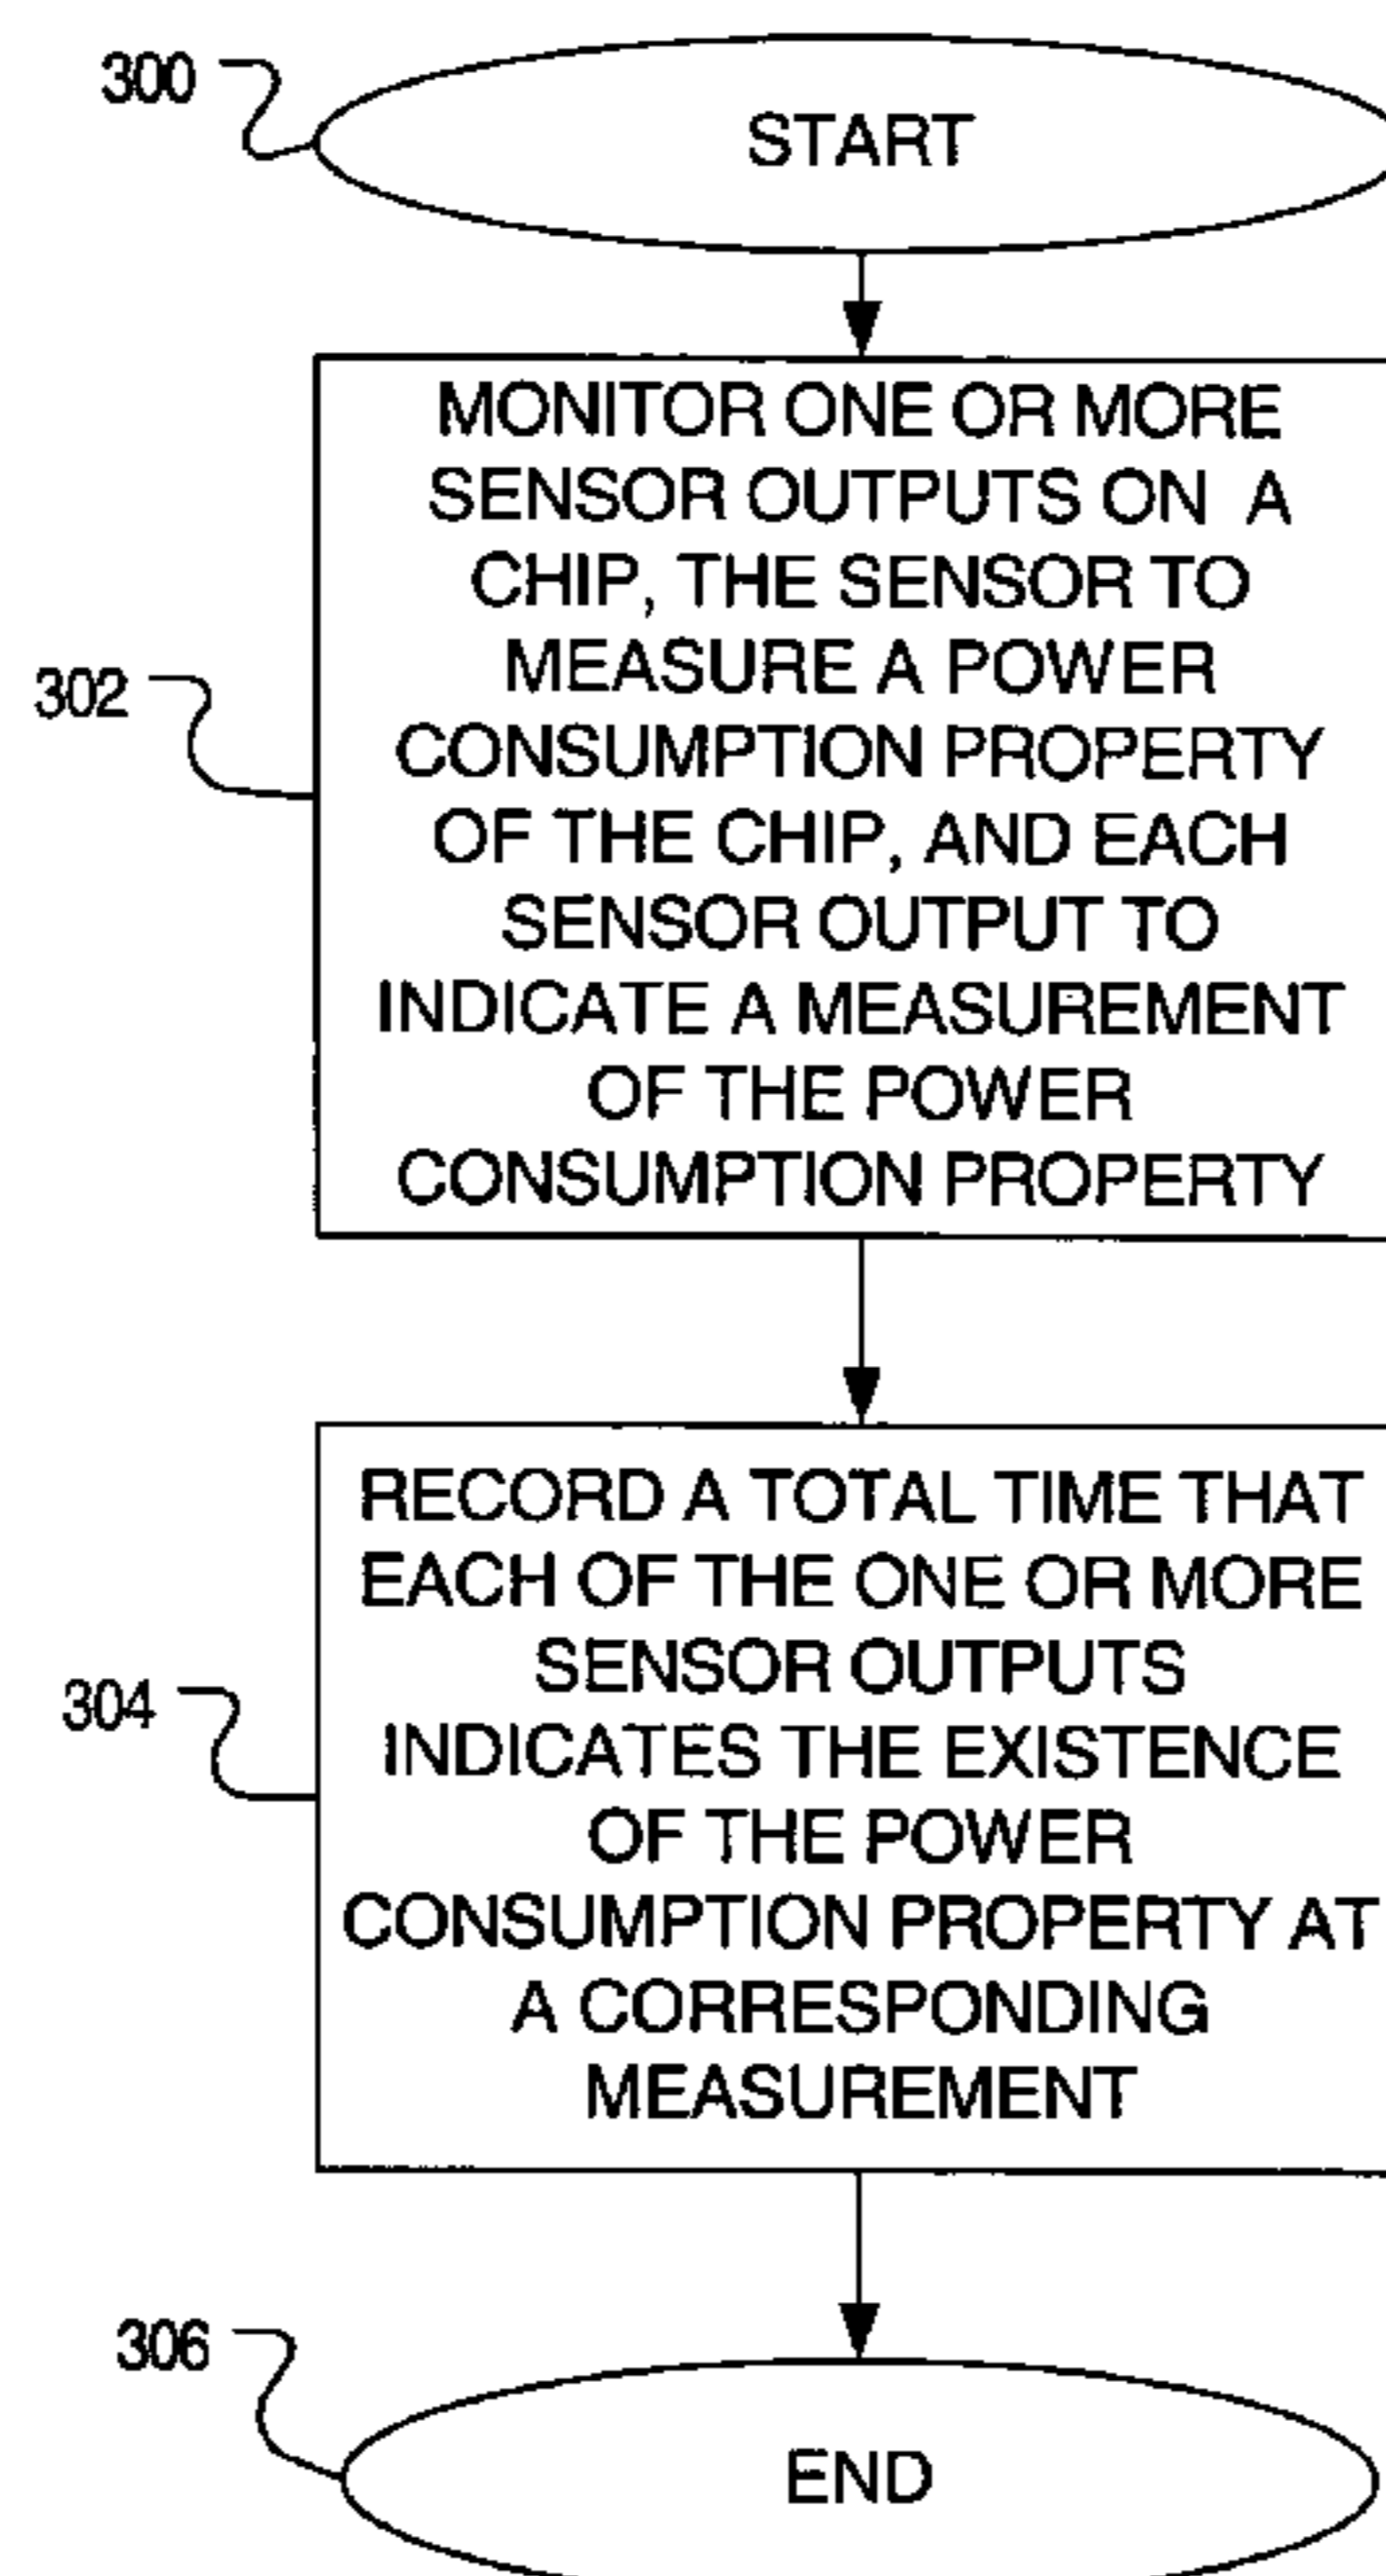 300
START
MONITOR ONE OR MORE
SENSOR OUTPUTS ON A
CHIP, THE SENSOR TO
MEASURE A POWER
CONSUMPTION PROPERTY
OF THE CHIP, AND EACH
SENSOR OUTPUT TO
INDICATE A MEASUREMENT
OF THE POWER
CONSUMPTION PROPERTY
302
RECORD A TOTAL TIME THAT
EACH OF THE ONE OR MORE
SENSOR OUTPUTS
INDICATES THE EXISTENCE
OF THE POWER
CONSUMPTION PROPERTY AT
A CORRESPONDING
MEASUREMENT
304
306
END